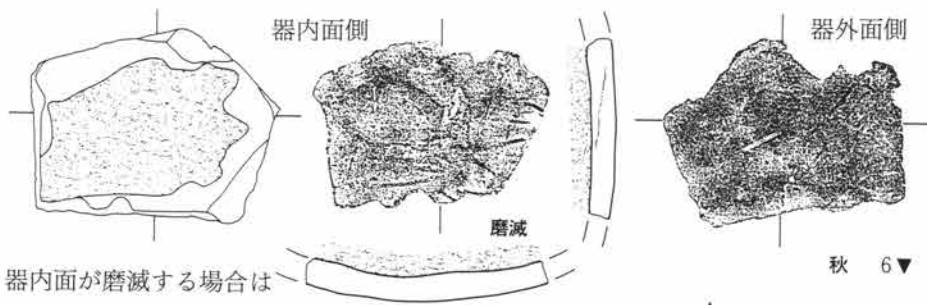 器内面側
器外面側
磨滅
秋 6▼
器内面が磨滅する場合は